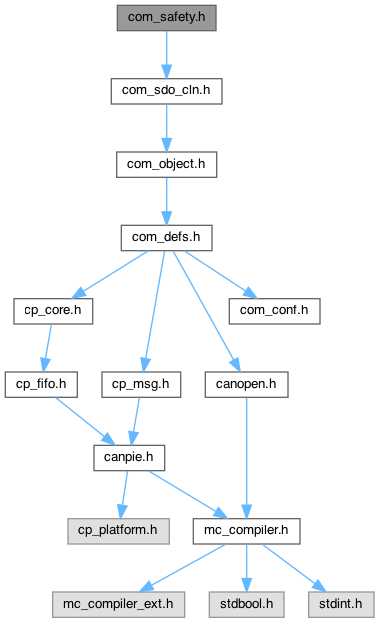 com_safety.h
com_sdo_cln.h
com_object.h
com_defs.h
cp_core.h
com_conf.h
cp_fifo.h
cp_msg.h
canopen.h
canpie.h
cp_platform.h
mc_compiler.h
mc_compiler_ext.h
stdbool.h
stdint.h